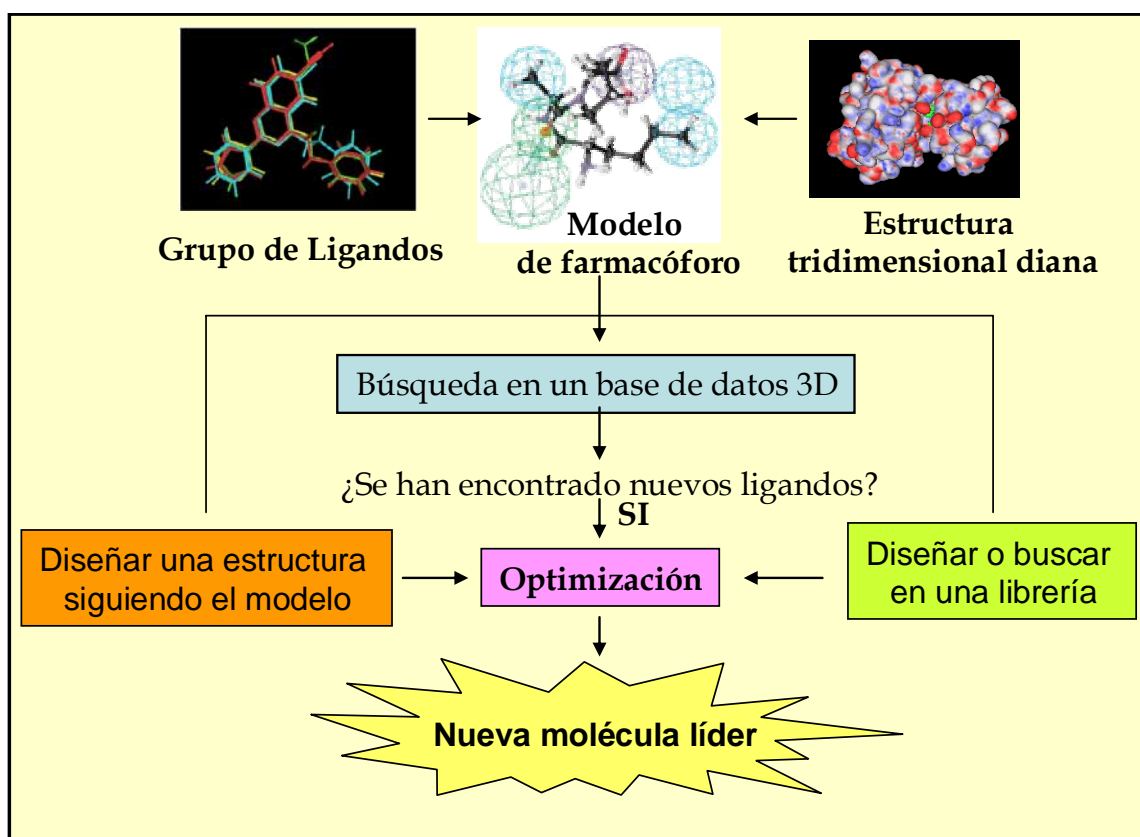 Grupo de Ligandos
Modelo
de farmacóforo
Estructura
tridimensional diana
Búsqueda en un base de datos 3D
¿Se han encontrado nuevos ligandos?
SI
Diseñar una estructura
siguiendo el modelo
Optimización
Diseñar o buscar
en una librería
Nueva molécula líder